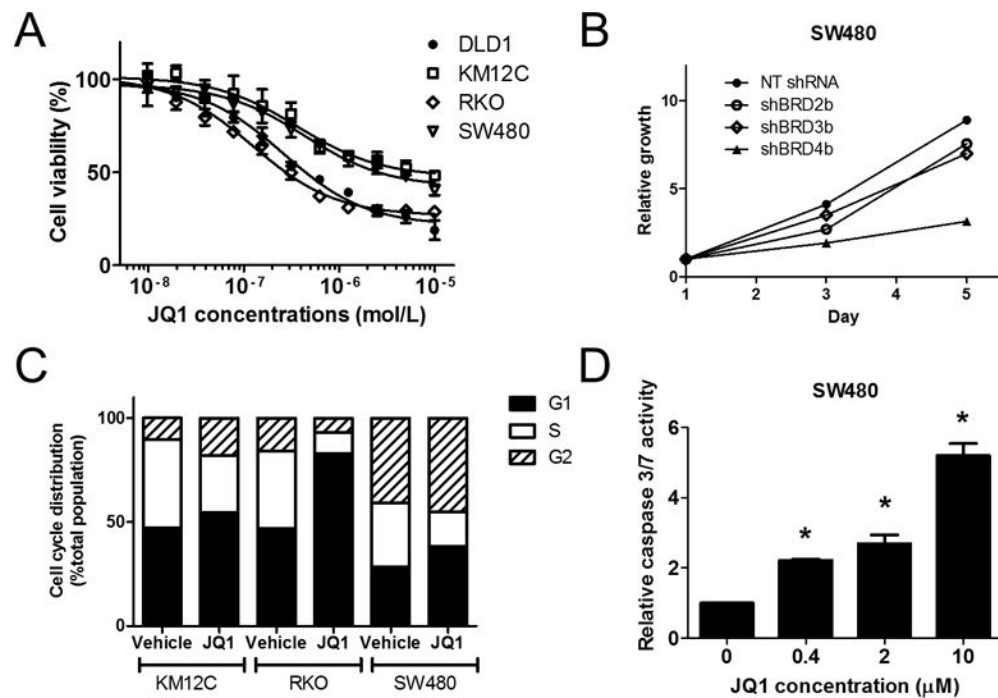 A
Cell viability (%)
100
50
0
10-8
10-7
10-6
10-5
JQ1 concentrations (mol/L)
DLD1
KM12C
RKO
SW480
B
SW480
Relative growth
10
5
0
1
2
3
4
5
Day
NT shRNA
shBRD2b
shBRD3b
shBRD4b
C
Cell cycle distribution
(%total population)
100
50
0
Vehicle JQ1 Vehicle JQ1 Vehicle JQ1
KM12C RKO SW480
G1
S
G2
D
SW480
Relative caspase 3/7 activity
6
4
2
0
* * *
0 0.4 2 10
JQ1 concentration (μM)